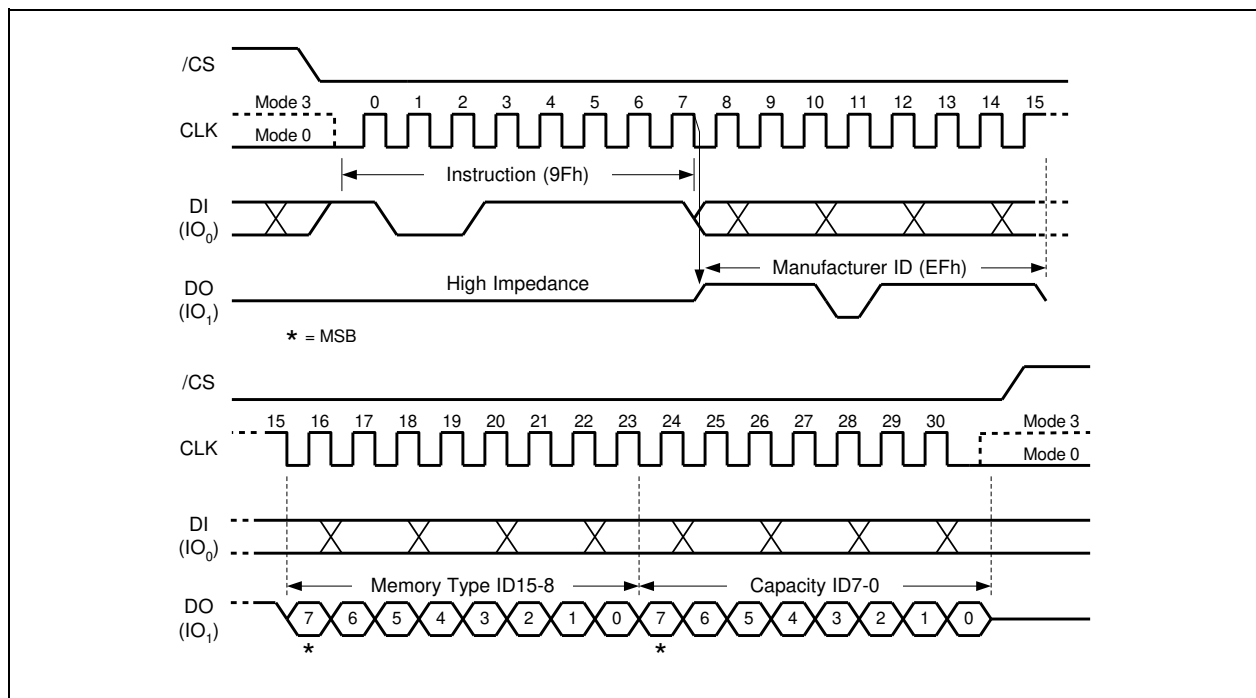 /CS
Mode 3 0 1 2 3 4 5 6 7 8 9 10 11 12 13 14 15
CLK
Mode 0
Instruction (9Fh)
DI
(IO0)
Manufacturer ID (EFh)
High Impedance
DO
(IO1)
* = MSB
/CS
15 16 17 18 19 20 21 22 23 24 25 26 27 28 29 30
Mode 3
CLK
Mode 0
DI
(IO0)
Memory Type ID15-8 Capacity ID7-0
DO
(IO1)
7 6 5 4 3 2 1 0 7 6 5 4 3 2 1 0
* *